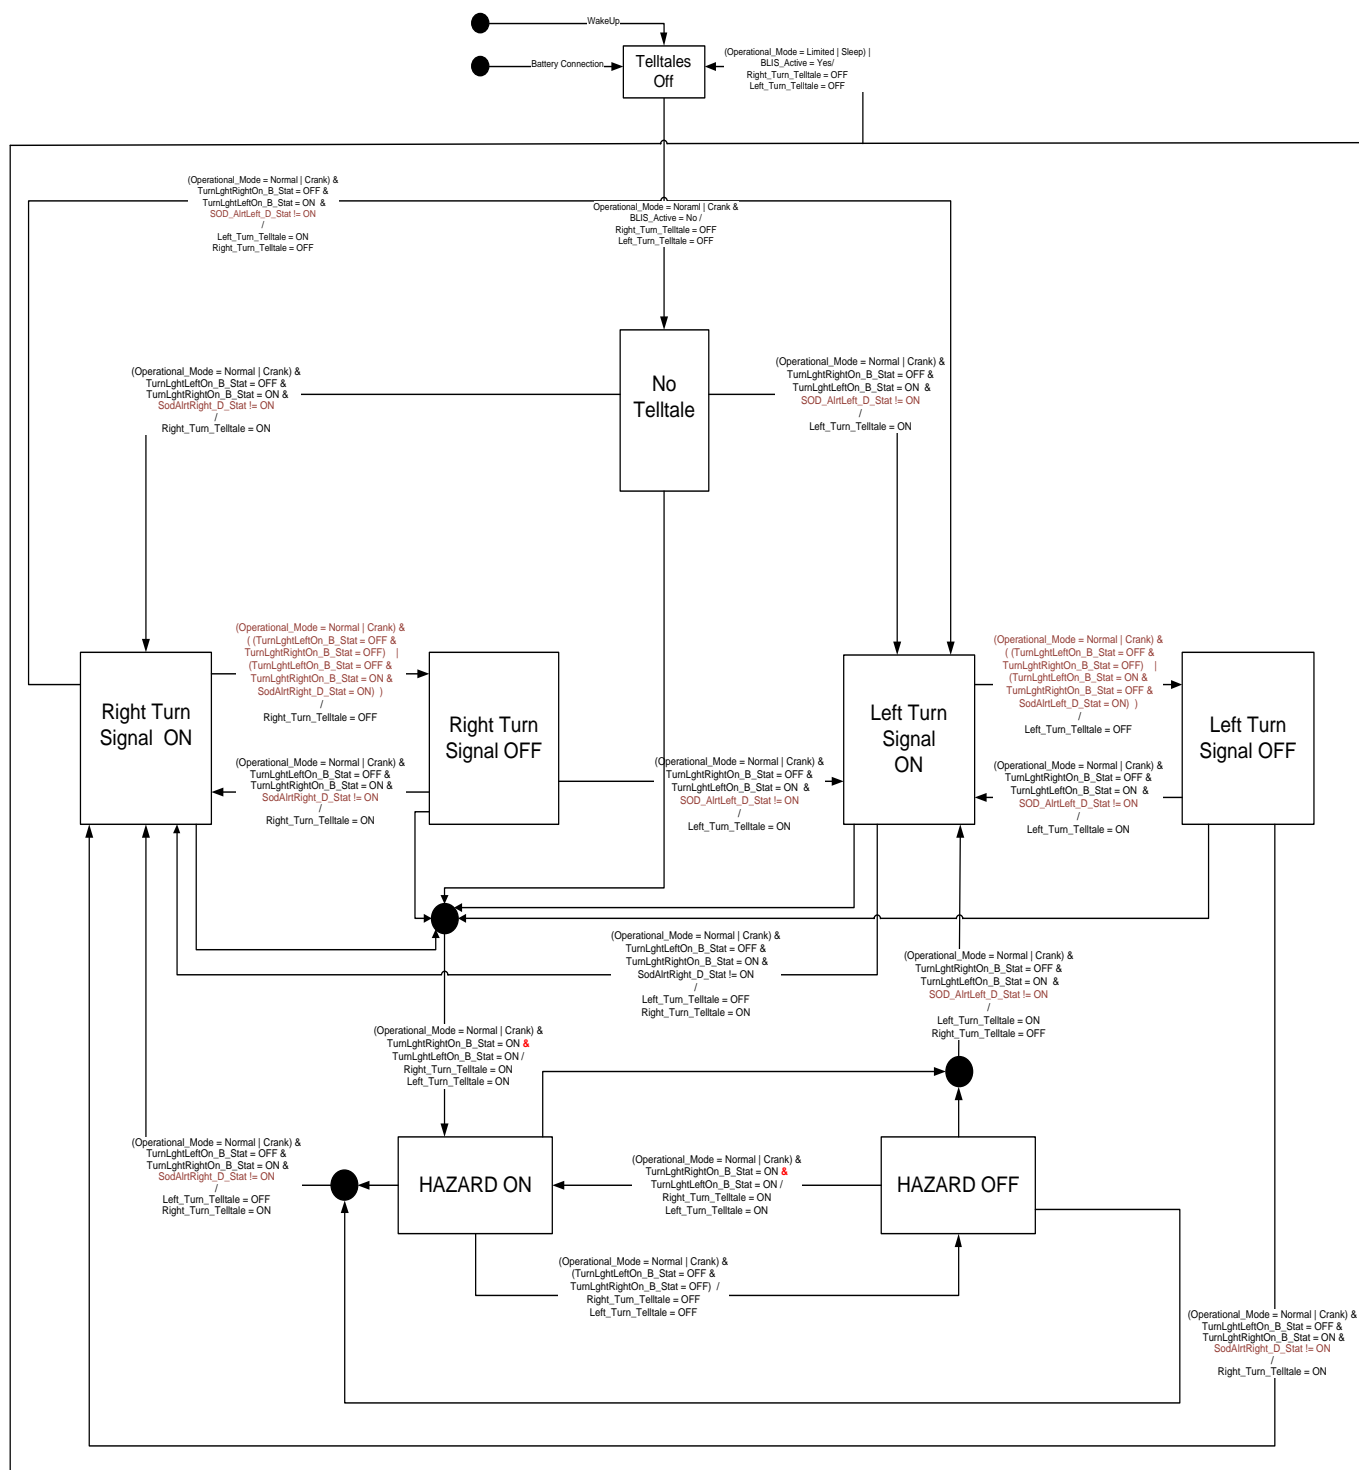 WakeUp
Battery Connection
Telltales
Off
(Operational_Mode = Limited | Sleep) |
BLIS_Active = Yes/
Right_Turn_Telltale = OFF
Left_Turn_Telltale = OFF
(Operational_Mode = Normal | Crank) &
TurnLghtRightOn_B_Stat = OFF &
TurnLghtLeftOn_B_Stat = ON &
SOD_AlrtLeft_D_Stat != ON
/
Left_Turn_Telltale = ON
Right_Turn_Telltale = OFF
Operational_Mode = Noraml | Crank &
BLIS_Active = No /
Right_Turn_Telltale = OFF
Left_Turn_Telltale = OFF
(Operational_Mode = Normal | Crank) &
TurnLghtLeftOn_B_Stat = OFF &
TurnLghtRightOn_B_Stat = ON &
SodAlrtRight_D_Stat != ON
/
Right_Turn_Telltale = ON
No
Telltale
(Operational_Mode = Normal | Crank) &
TurnLghtRightOn_B_Stat = OFF &
TurnLghtLeftOn_B_Stat = ON &
SOD_AlrtLeft_D_Stat != ON
/
Left_Turn_Telltale = ON
Right Turn
Signal ON
(Operational_Mode = Normal | Crank) &
( (TurnLghtLeftOn_B_Stat = OFF &
TurnLghtRightOn_B_Stat = OFF) |
(TurnLghtLeftOn_B_Stat = OFF &
TurnLghtRightOn_B_Stat = ON &
SodAlrtRight_D_Stat = ON) )
/
Right_Turn_Telltale = OFF
(Operational_Mode = Normal | Crank) &
TurnLghtLeftOn_B_Stat = OFF &
TurnLghtRightOn_B_Stat = ON &
SodAlrtRight_D_Stat != ON
/
Right_Turn_Telltale = ON
Right Turn
Signal OFF
(Operational_Mode = Normal | Crank) &
TurnLghtRightOn_B_Stat = OFF &
TurnLghtLeftOn_B_Stat = ON &
SOD_AlrtLeft_D_Stat != ON
/
Left_Turn_Telltale = ON
Left Turn
Signal
ON
(Operational_Mode = Normal | Crank) &
( (TurnLghtLeftOn_B_Stat = OFF &
TurnLghtRightOn_B_Stat = OFF) |
(TurnLghtLeftOn_B_Stat = ON &
TurnLghtRightOn_B_Stat = OFF &
SodAlrtLeft_D_Stat = ON) )
/
Left_Turn_Telltale = OFF
(Operational_Mode = Normal | Crank) &
TurnLghtRightOn_B_Stat = OFF &
TurnLghtLeftOn_B_Stat = ON &
SOD_AlrtLeft_D_Stat != ON
/
Left_Turn_Telltale = ON
Left Turn
Signal OFF
(Operational_Mode = Normal | Crank) &
TurnLghtLeftOn_B_Stat = OFF &
TurnLghtRightOn_B_Stat = ON &
SodAlrtRight_D_Stat != ON
/
Left_Turn_Telltale = OFF
Right_Turn_Telltale = ON
(Operational_Mode = Normal | Crank) &
TurnLghtRightOn_B_Stat = OFF &
TurnLghtLeftOn_B_Stat = ON &
SOD_AlrtLeft_D_Stat != ON
/
Left_Turn_Telltale = ON
Right_Turn_Telltale = OFF
(Operational_Mode = Normal | Crank) &
TurnLghtRightOn_B_Stat = ON &
TurnLghtLeftOn_B_Stat = ON /
Right_Turn_Telltale = ON
Left_Turn_Telltale = ON
(Operational_Mode = Normal | Crank) &
TurnLghtLeftOn_B_Stat = OFF &
TurnLghtRightOn_B_Stat = ON &
SodAlrtRight_D_Stat != ON
/
Left_Turn_Telltale = OFF
Right_Turn_Telltale = ON
HAZARD ON
(Operational_Mode = Normal | Crank) &
TurnLghtRightOn_B_Stat = ON &
TurnLghtLeftOn_B_Stat = ON /
Right_Turn_Telltale = ON
Left_Turn_Telltale = ON
HAZARD OFF
(Operational_Mode = Normal | Crank) &
(TurnLghtLeftOn_B_Stat = OFF &
TurnLghtRightOn_B_Stat = OFF) /
Right_Turn_Telltale = OFF
Left_Turn_Telltale = OFF
(Operational_Mode = Normal | Crank) &
TurnLghtLeftOn_B_Stat = OFF &
TurnLghtRightOn_B_Stat = ON &
SodAlrtRight_D_Stat != ON
/
Right_Turn_Telltale = ON